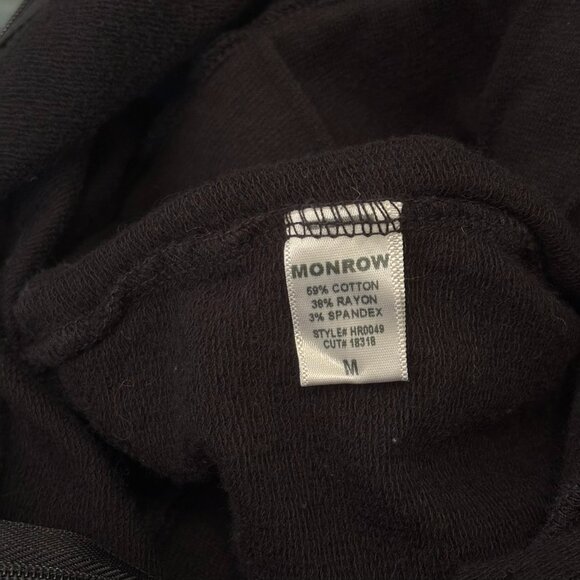 MONROW
59% COTTON
38% RAYON
3% SPANDEX
STYLE# HR0049
CUT# 18318
M